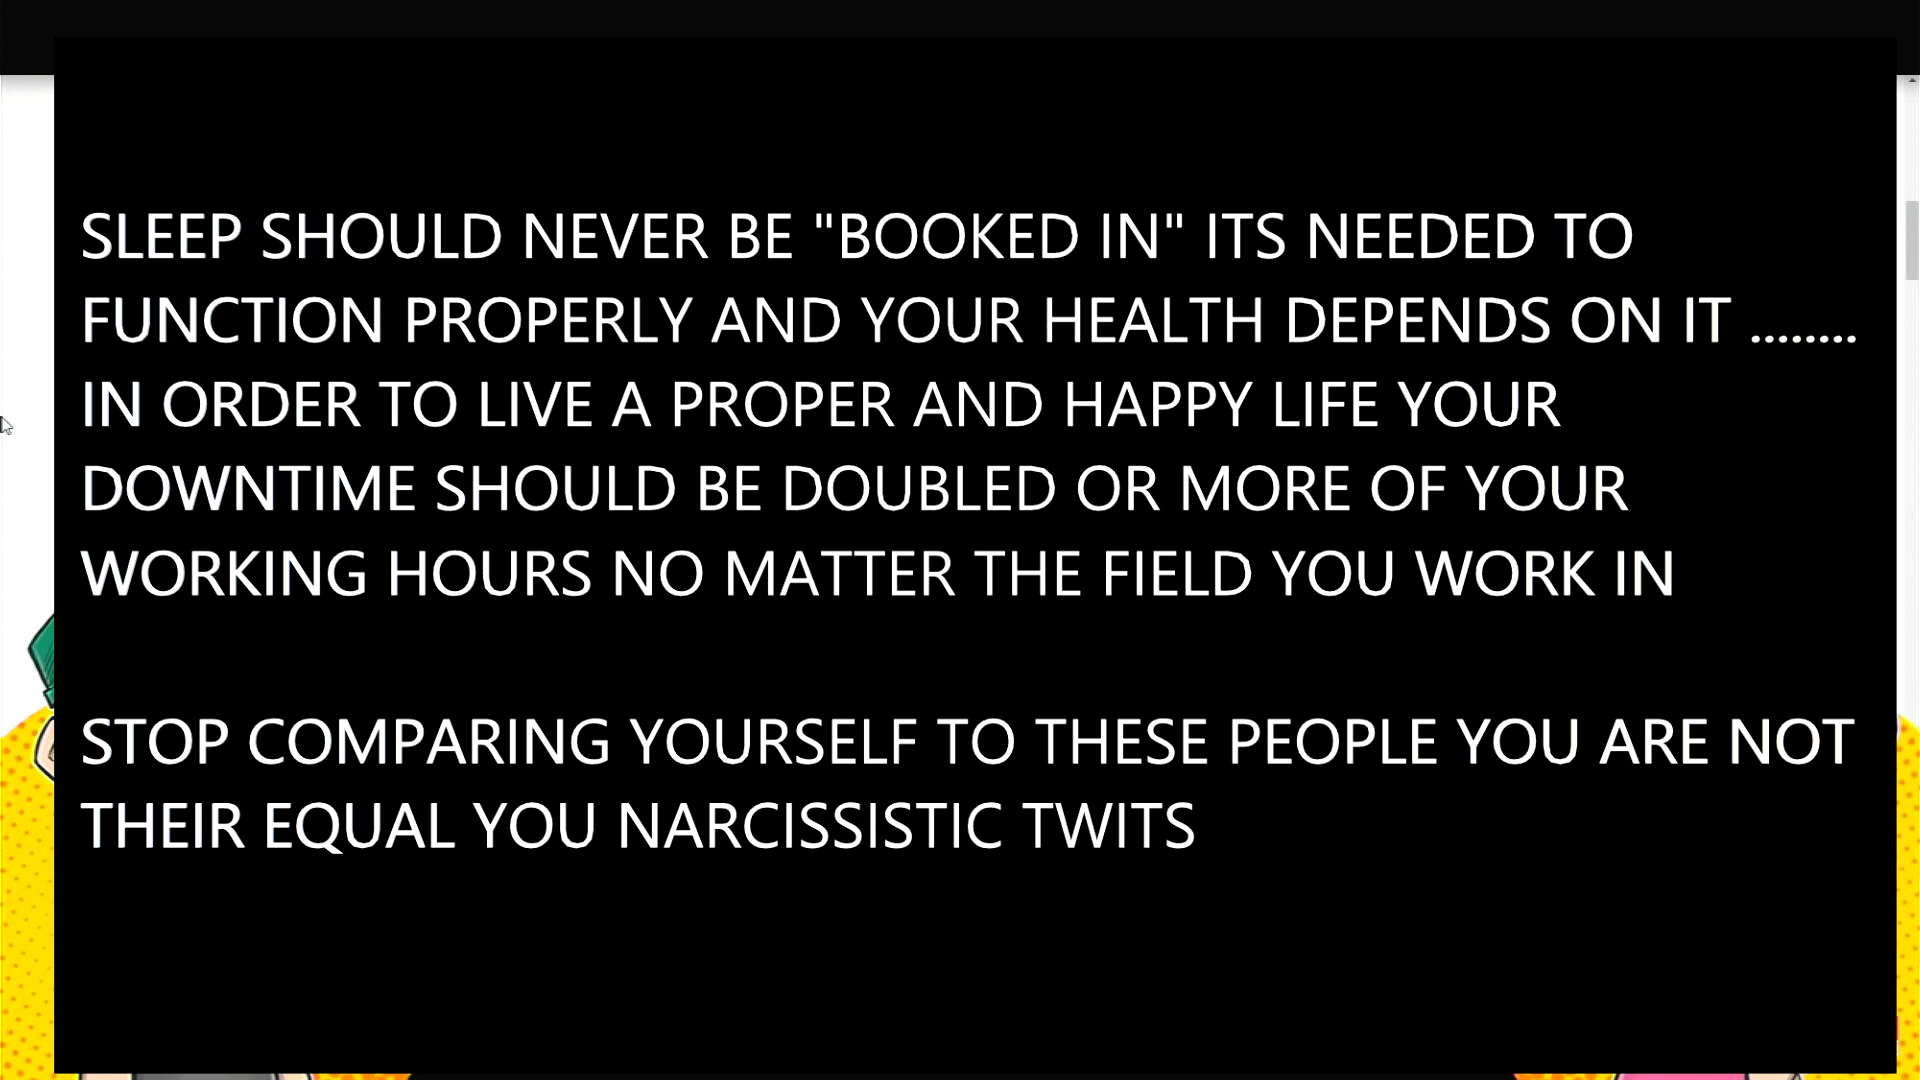 SLEEP SHOULD NEVER BE "BOOKED IN" ITS NEEDED TO
FUNCTION PROPERLY AND YOUR HEALTH DEPENDS ON IT ........
IN ORDER TO LIVE A PROPER AND HAPPY LIFE YOUR
DOWNTIME SHOULD BE DOUBLED OR MORE OF YOUR
WORKING HOURS NO MATTER THE FIELD YOU WORK IN
STOP COMPARING YOURSELF TO THESE PEOPLE YOU ARE NOT
THEIR EQUAL YOU NARCISSISTIC TWITS